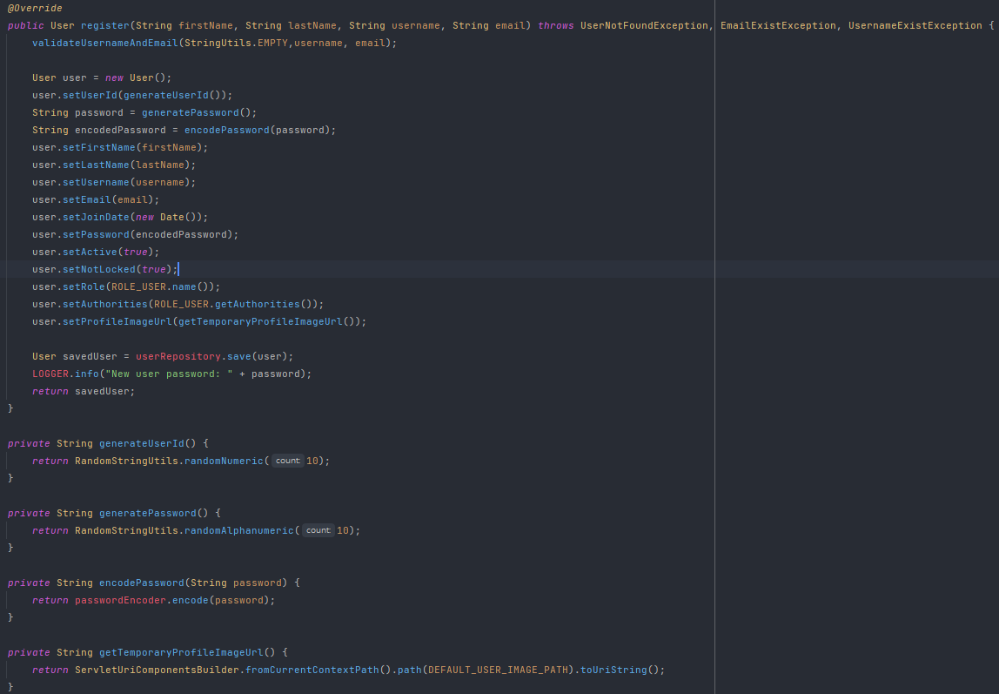 @Override
public User register(String firstName, String lastName, String username, String email) throws UserNotFoundException, EmailExistException, UsernameExistException {
    validateUsernameAndEmail(StringUtils.EMPTY,username, email);

    User user = new User();
    user.setUserId(generateUserId());
    String password = generatePassword();
    String encodedPassword = encodePassword(password);
    user.setFirstName(firstName);
    user.setLastName(lastName);
    user.setUsername(username);
    user.setEmail(email);
    user.setJoinDate(new Date());
    user.setPassword(encodedPassword);
    user.setActive(true);
    user.setNotLocked(true);
    user.setRole(ROLE_USER.name());
    user.setAuthorities(ROLE_USER.getAuthorities());
    user.setProfileImageUrl(getTemporaryProfileImageUrl());

    User savedUser = userRepository.save(user);
    LOGGER.info("New user password: " + password);
    return savedUser;
}

private String generateUserId() {
    return RandomStringUtils.randomNumeric( count: 10);
}

private String generatePassword() {
    return RandomStringUtils.randomAlphanumeric( count: 10);
}

private String encodePassword(String password) {
    return passwordEncoder.encode(password);
}

private String getTemporaryProfileImageUrl() {
    return ServletUriComponentsBuilder.fromCurrentContextPath().path(DEFAULT_USER_IMAGE_PATH).toUriString();
}